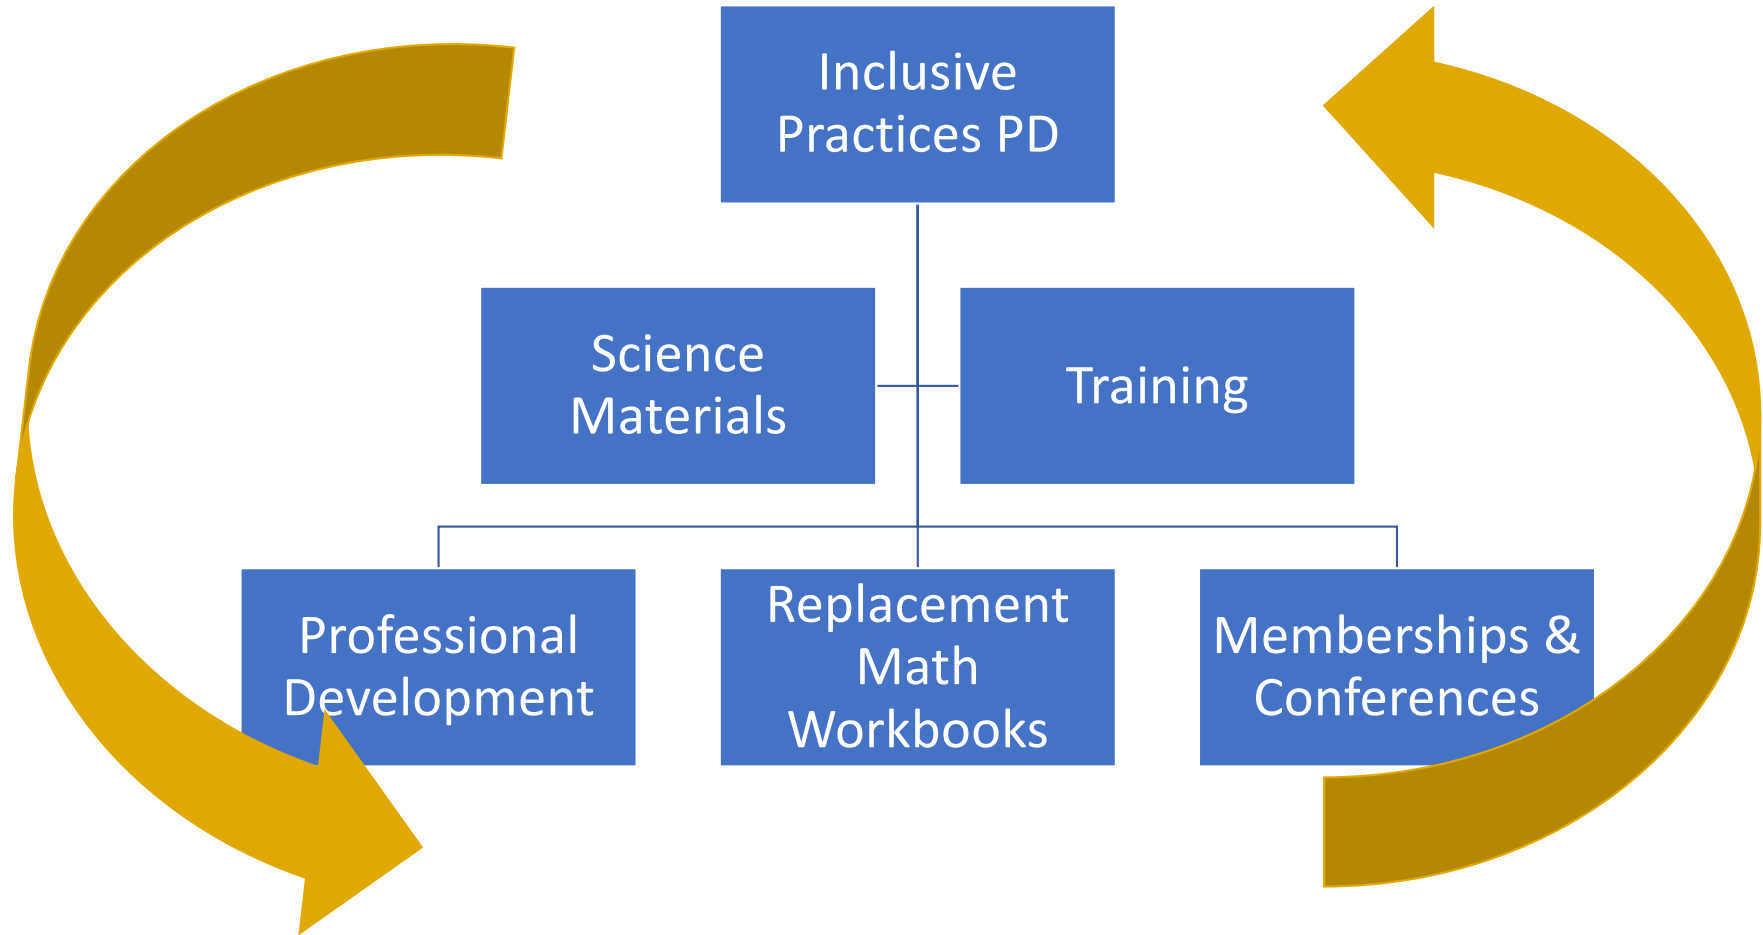 Inclusive
Practices PD
Science
Materials
Training
Professional
Development
Replacement
Math
Workbooks
Memberships &
Conferences